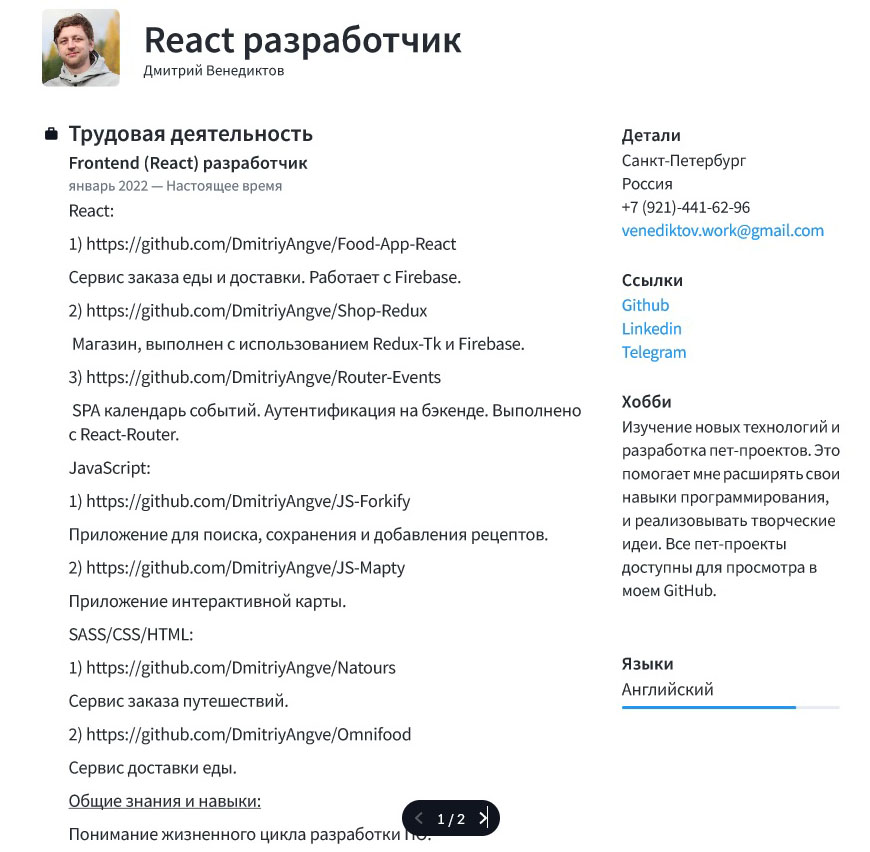 React разработчик
Дмитрий Венедиктов
Трудовая деятельность
Frontend (React) разработчик
январь 2022 — Настоящее время
React:
1) https://github.com/DmitriyAngve/Food-App-React
Сервис заказа еды и доставки. Работает с Firebase.
2) https://github.com/DmitriyAngve/Shop-Redux
Магазин, выполнен с использованием Redux-Tk и Firebase.
3) https://github.com/DmitriyAngve/Router-Events
SPA календарь событий. Аутентификация на бэкенде. Выполнено
с React-Router.
JavaScript:
1) https://github.com/DmitriyAngve/JS-Forkify
Приложение для поиска, сохранения и добавления рецептов.
2) https://github.com/DmitriyAngve/JS-Mapty
Приложение интерактивной карты.
SASS/CSS/HTML:
1) https://github.com/DmitriyAngve/Natours
Сервис заказа путешествий.
2) https://github.com/DmitriyAngve/Omnifood
Сервис доставки еды.
Общие знания и навыки:
Понимание жизненного цикла разработки ПО.
1 / 2
Детали
Санкт-Петербург
Россия
+7 (921)-441-62-96
venediktov.work@gmail.com
Ссылки
Github
Linkedin
Telegram
Хобби
Изучение новых технологий и
разработка пет-проектов. Это
помогает мне расширять свои
навыки программирования,
и реализовывать творческие
идеи. Все пет-проекты
доступны для просмотра в
моем GitHub.
Языки
Английский